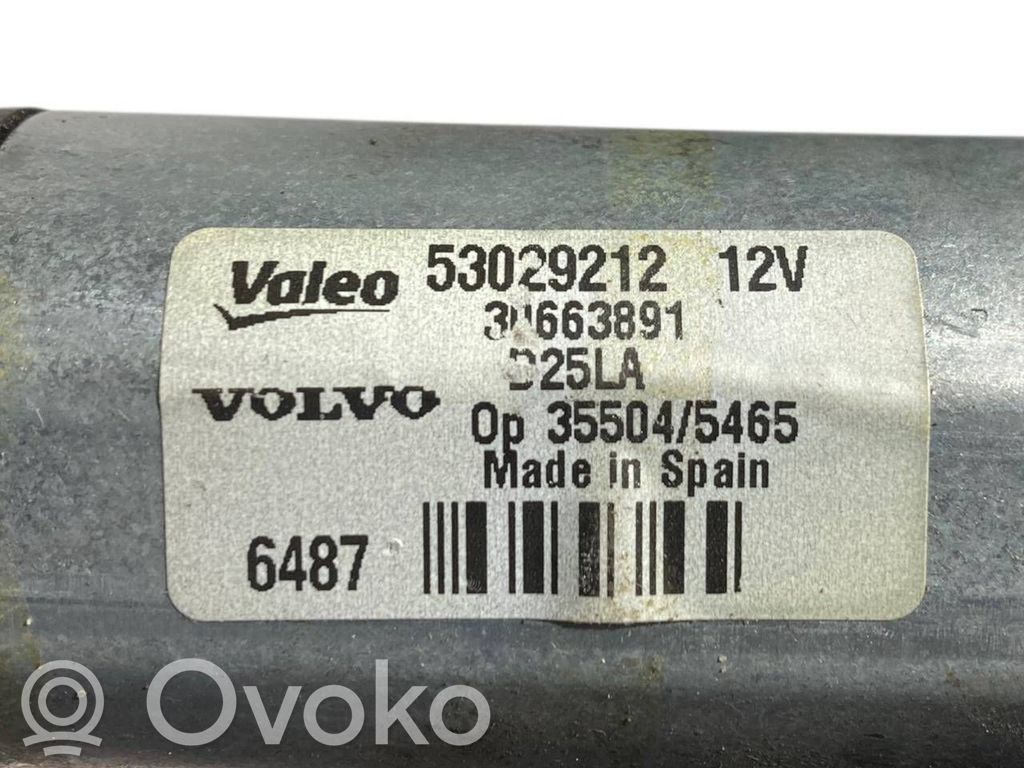 Valeo 53029212 12V
30663891
D25LA
VOLVO
Op 35504/5465
Made in Spain
6487
Ovoko